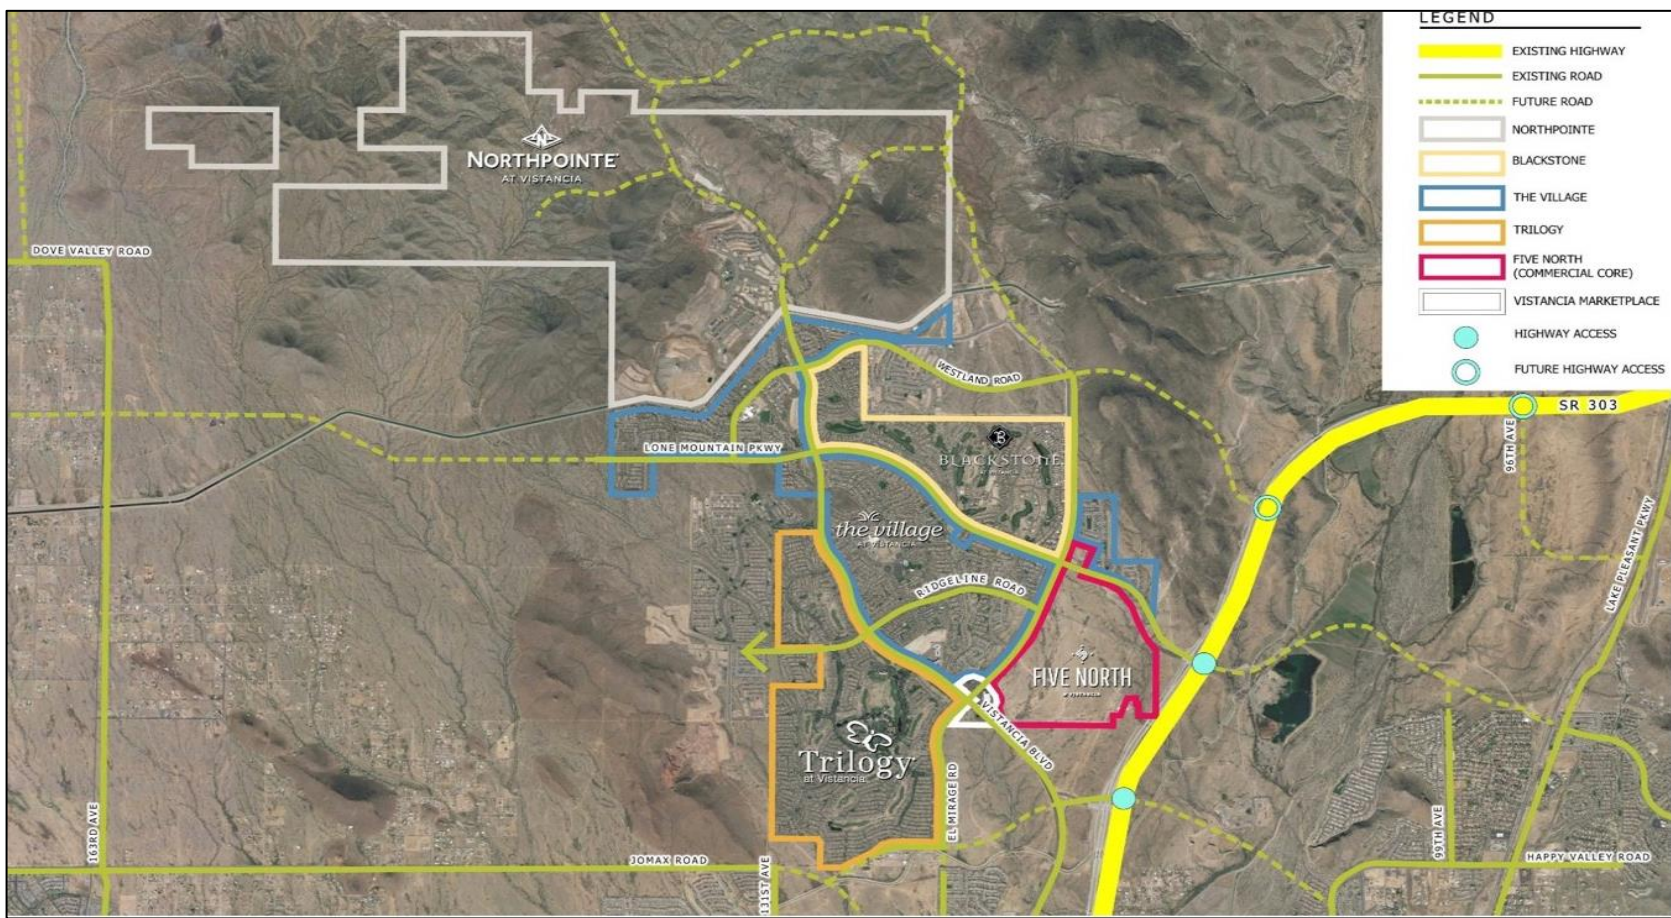 LEGEND
EXISTING HIGHWAY
EXISTING ROAD
FUTURE ROAD
NORTHPOINTE
BLACKSTONE
THE VILLAGE
TRILOGY
FIVE NORTH
(COMMERCIAL CORE)
VISTANCIA MARKETPLACE
HIGHWAY ACCESS
FUTURE HIGHWAY ACCESS
N
NORTHPOINTE
AT VISTANCIA
DOVE VALLEY ROAD
WESTLAND ROAD
SR 303
96TH AVE
LONE MOUNTAIN PKWY
B
BLACKSTONE
the village
AT VISTANCIA
RIDGELINE ROAD
LAKE PLEASANT PKWY
FIVE NORTH
VISTANCIA BLVD
Trilogy
at Vistancia
EL MIRAGE RD
163RD AVE
JOMAX ROAD
131ST AVE
99TH AVE
HAPPY VALLEY ROAD